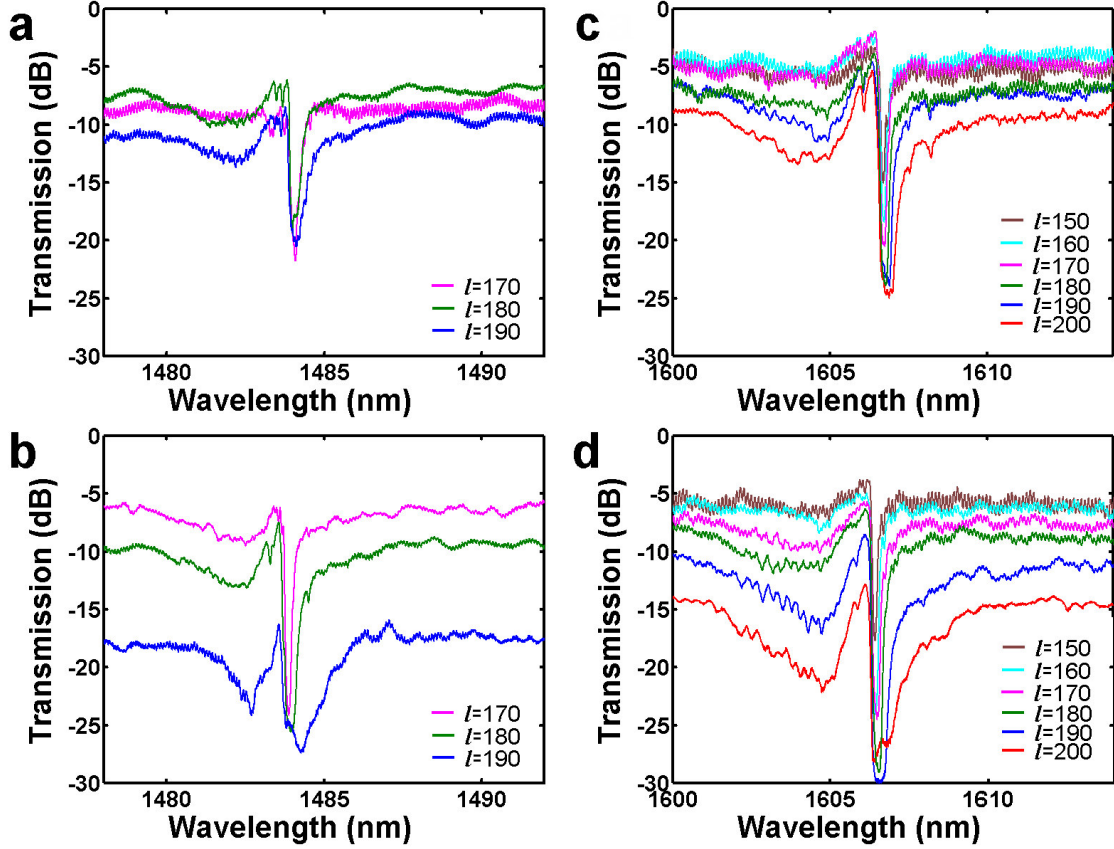 a
0
-5
-10
-15
-20
-25
-30
Transmission (dB)
1480
1485
1490
Wavelength (nm)
l=170
l=180
l=190
c
0
-5
-10
-15
-20
-25
-30
Transmission (dB)
1600
1605
1610
Wavelength (nm)
l=150
l=160
l=170
l=180
l=190
l=200
b
0
-5
-10
-15
-20
-25
-30
Transmission (dB)
1480
1485
1490
Wavelength (nm)
l=170
l=180
l=190
d
0
-5
-10
-15
-20
-25
-30
Transmission (dB)
1600
1605
1610
Wavelength (nm)
l=150
l=160
l=170
l=180
l=190
l=200